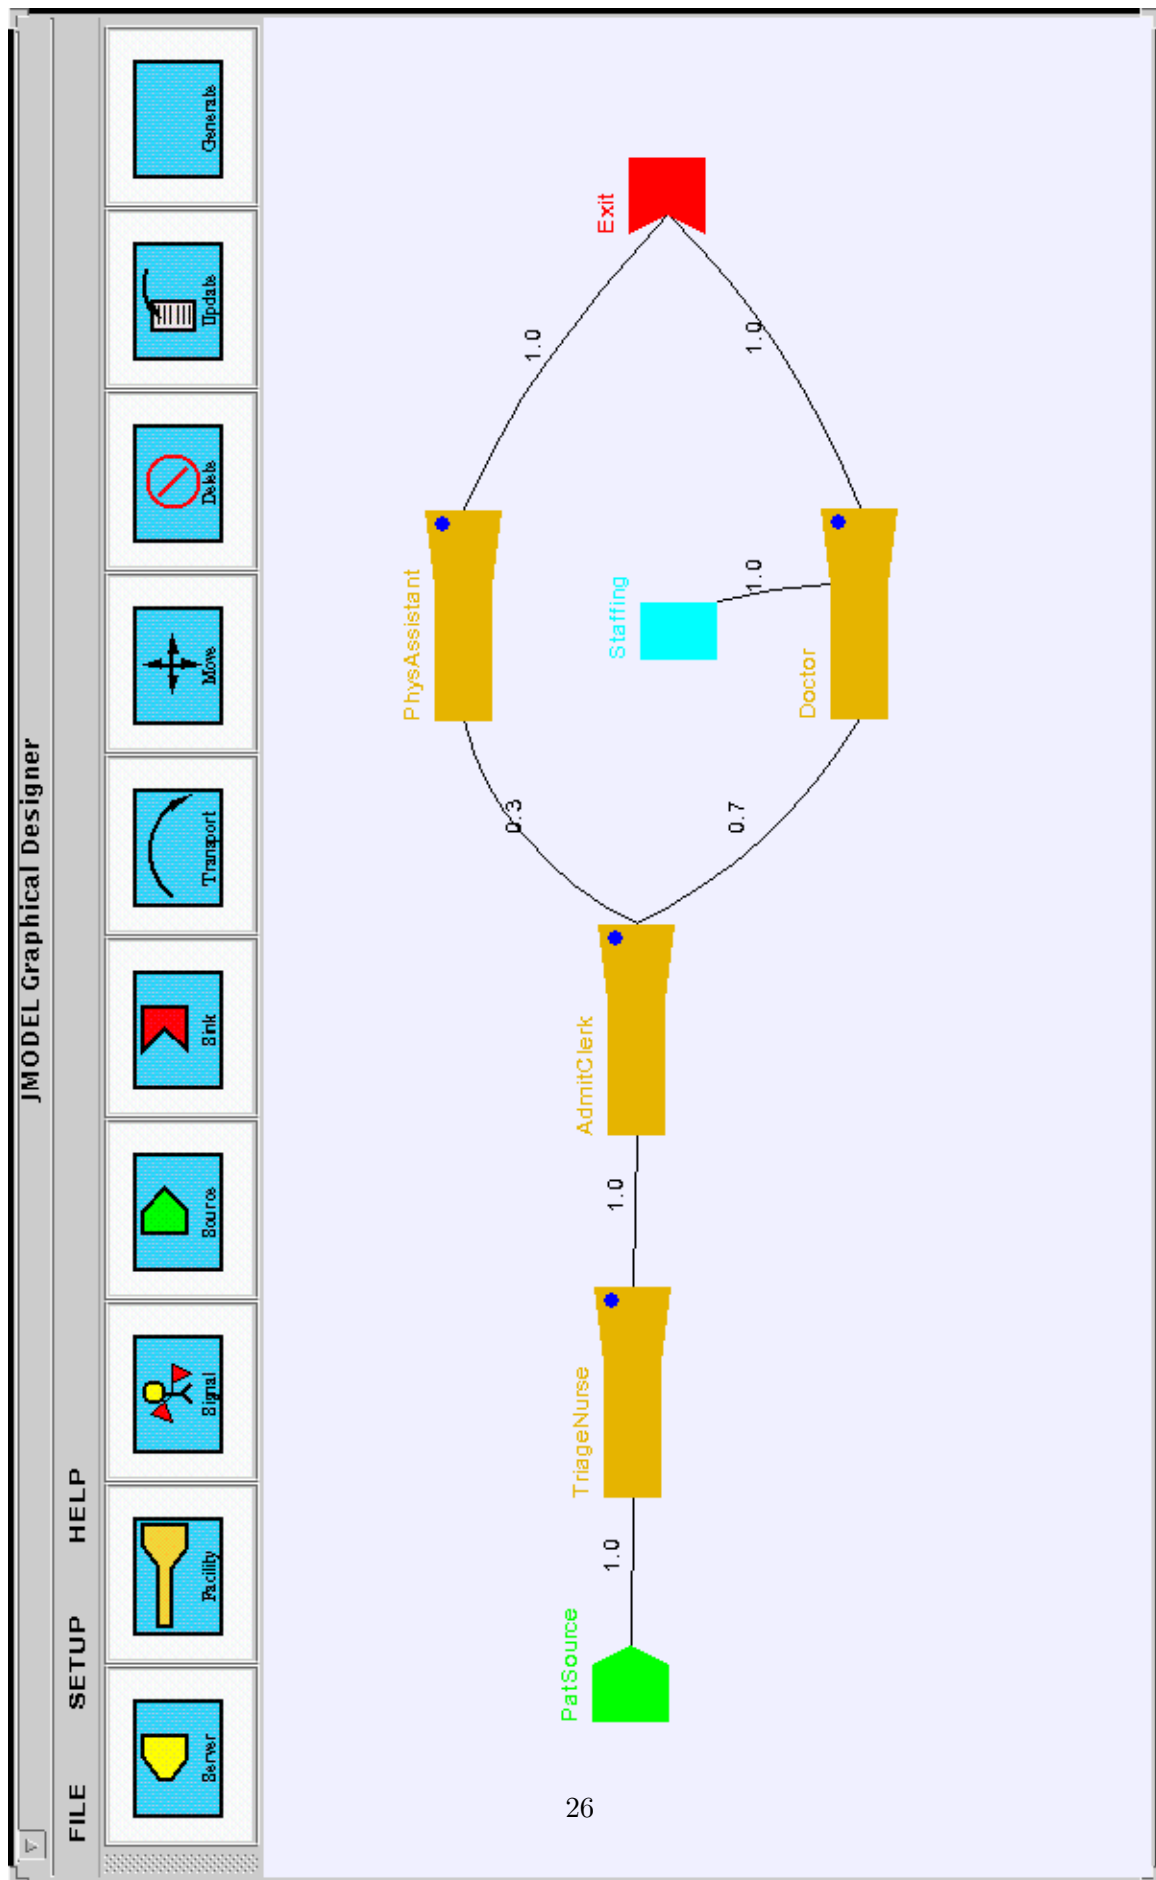 JMODEL Graphical Designer
FILE SETUP HELP
Server Facility Signal Source Sink Transport Move Delete Update Generate
PhysAssistant
0.3
1.0
Exit
PatSource
1.0
TriageNurse
1.0
AdmitClerk
Staffing
1.0
0.7
Doctor
1.0
26